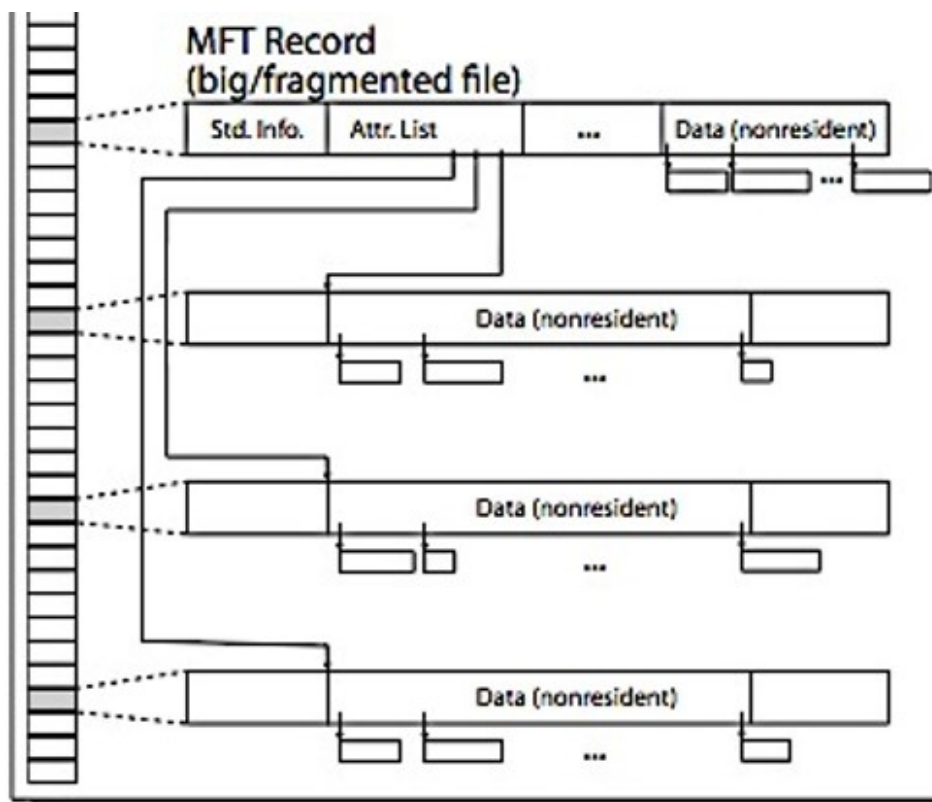 MFT Record
(big/fragmented file)
Std. Info. Attr. List ... Data (nonresident)
...
Data (nonresident)
...
Data (nonresident)
...
Data (nonresident)
...